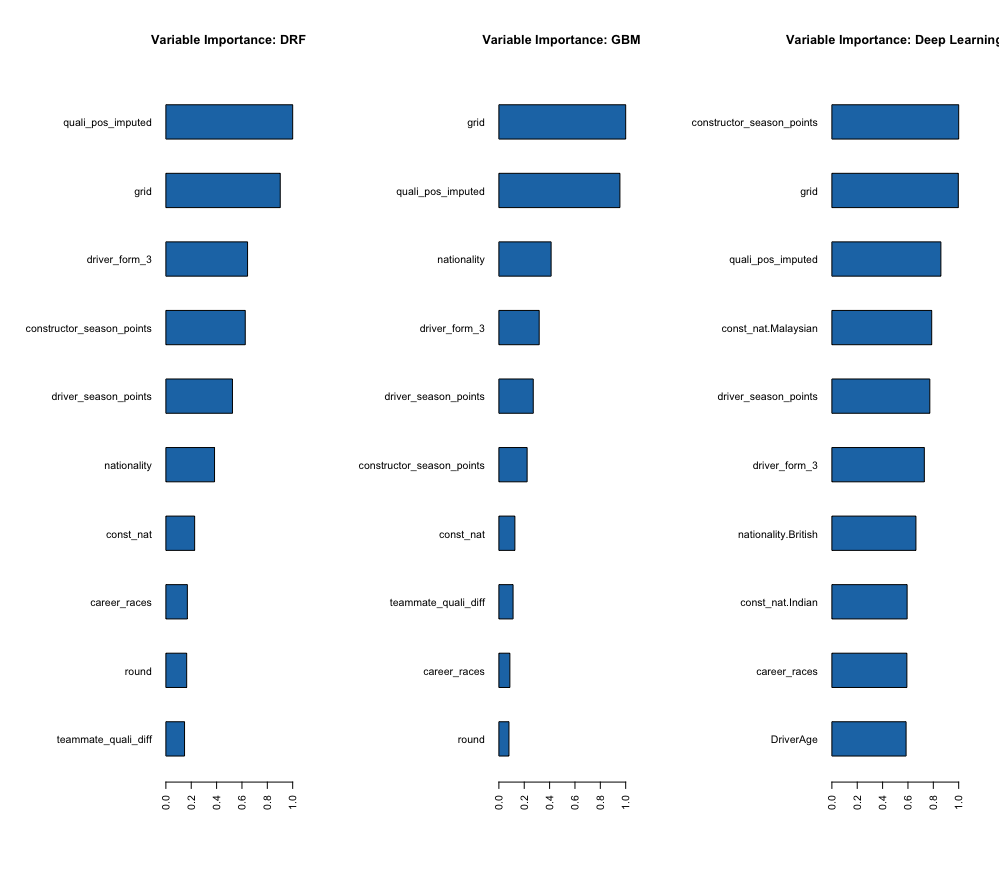 Variable Importance: DRF
quali_pos_imputed
grid
driver_form_3
constructor_season_points
driver_season_points
nationality
const_nat
career_races
round
teammate_quali_diff
0.0 0.2 0.4 0.6 0.8 1.0
Variable Importance: GBM
grid
quali_pos_imputed
nationality
driver_form_3
driver_season_points
constructor_season_points
const_nat
teammate_quali_diff
career_races
round
0.0 0.2 0.4 0.6 0.8 1.0
Variable Importance: Deep Learning
constructor_season_points
grid
quali_pos_imputed
const_nat.Malaysian
driver_season_points
driver_form_3
nationality.British
const_nat.Indian
career_races
DriverAge
0.0 0.2 0.4 0.6 0.8 1.0